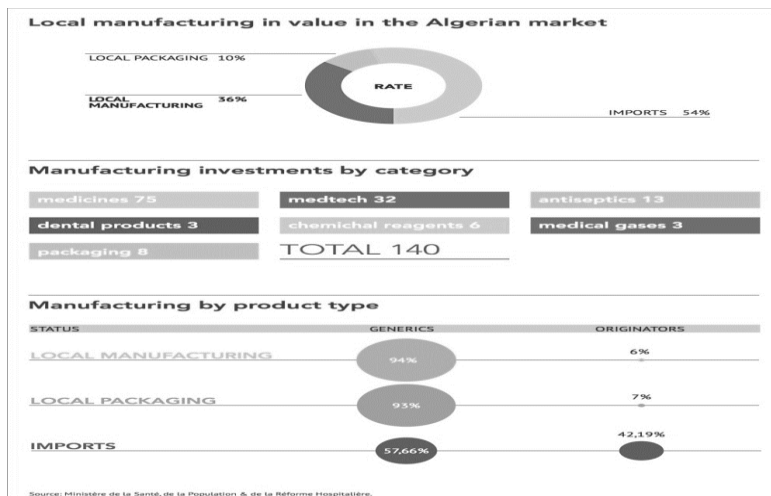 Local manufacturing in value in the Algerian market
LOCAL PACKAGING 10%
LOCAL MANUFACTURING 36%
RATE
IMPORTS 54%
Manufacturing investments by category
medicines 75
medtech 32
antiseptics 13
dental products 3
chemichal reagents 6
medical gases 3
packaging 8
TOTAL 140
Manufacturing by product type
STATUS GENERICS ORIGINATORS
LOCAL MANUFACTURING 94% 6%
LOCAL PACKAGING 93% 7%
IMPORTS 57,66% 42,19%
Source: Ministère de la Santé, de la Population & de la Réforme Hospitalière.